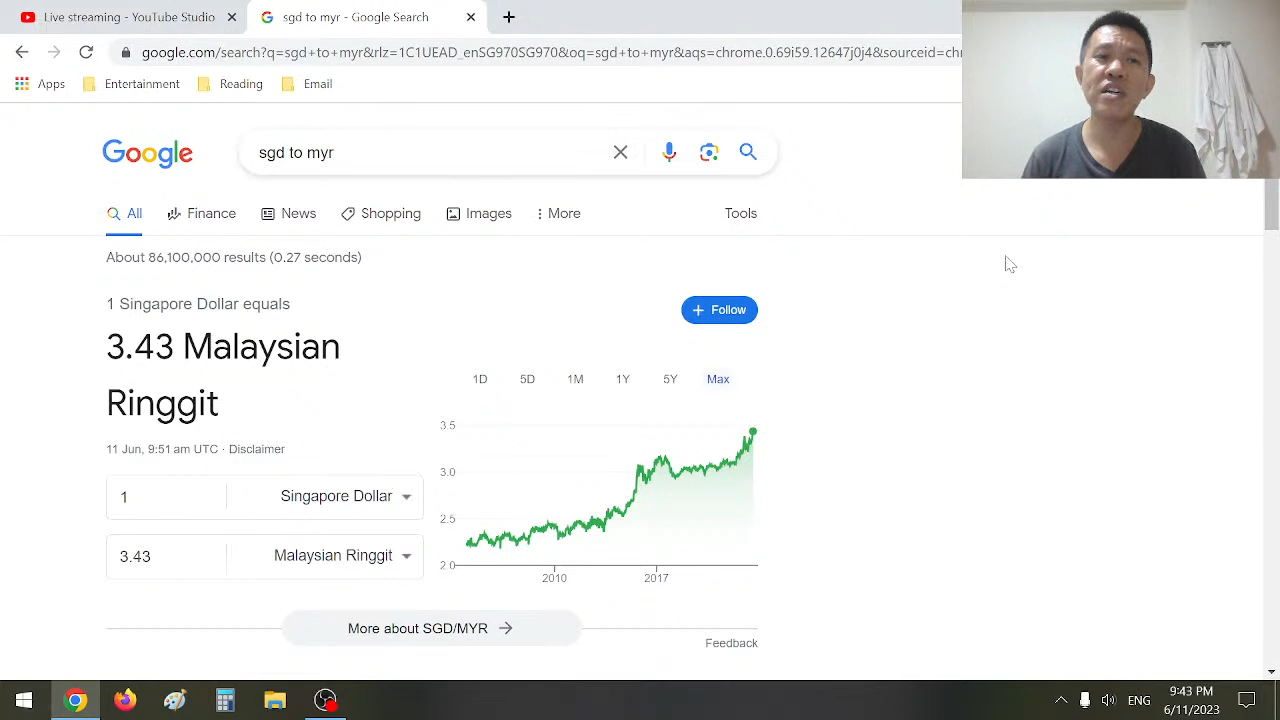 Live streaming - YouTube Studio
sgd to myr - Google Search
google.com/search?q=sgd+to+myr&rlz=1C1UEAD_enSG970SG970&oq=sgd+to+myr&aqs=chrome.0.69i59.12647j0j4&sourceid=chr
Apps
Entertainment
Reading
Email
Google
sgd to myr
All
Finance
News
Shopping
Images
More
Tools
About 86,100,000 results (0.27 seconds)
1 Singapore Dollar equals
Follow
3.43 Malaysian
Ringgit
11 Jun, 9:51 am UTC · Disclaimer
1
Singapore Dollar
3.43
Malaysian Ringgit
1D 5D 1M 1Y 5Y Max
3.5
3.0
2.5
2.0
2010 2017
More about SGD/MYR
Feedback
ENG
9:43 PM
6/11/2023